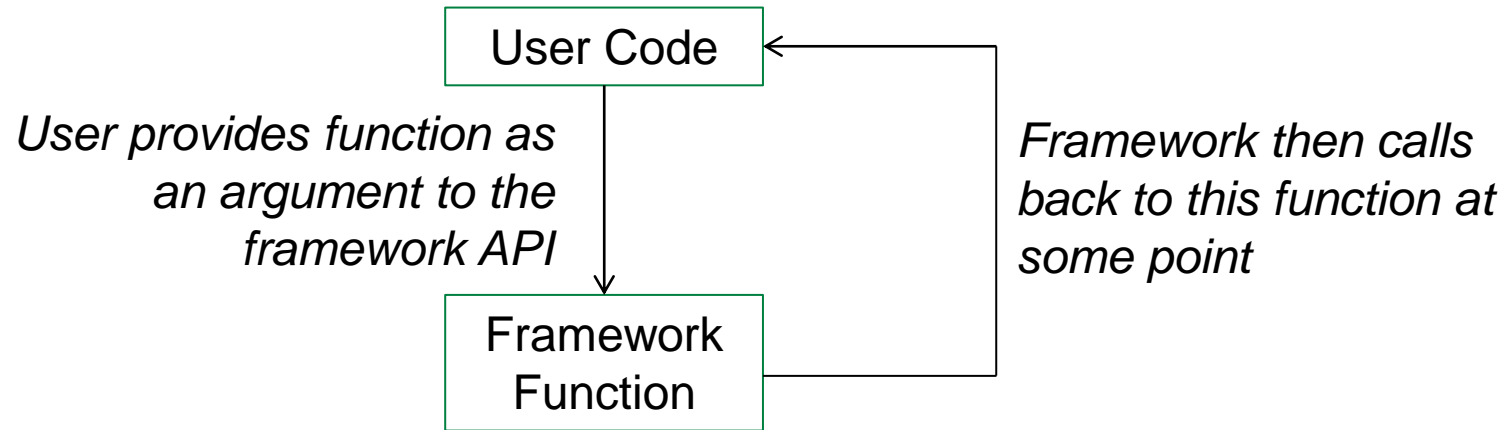 User Code
User provides function as
an argument to the
framework API
Framework then calls
back to this function at
some point
Framework
Function